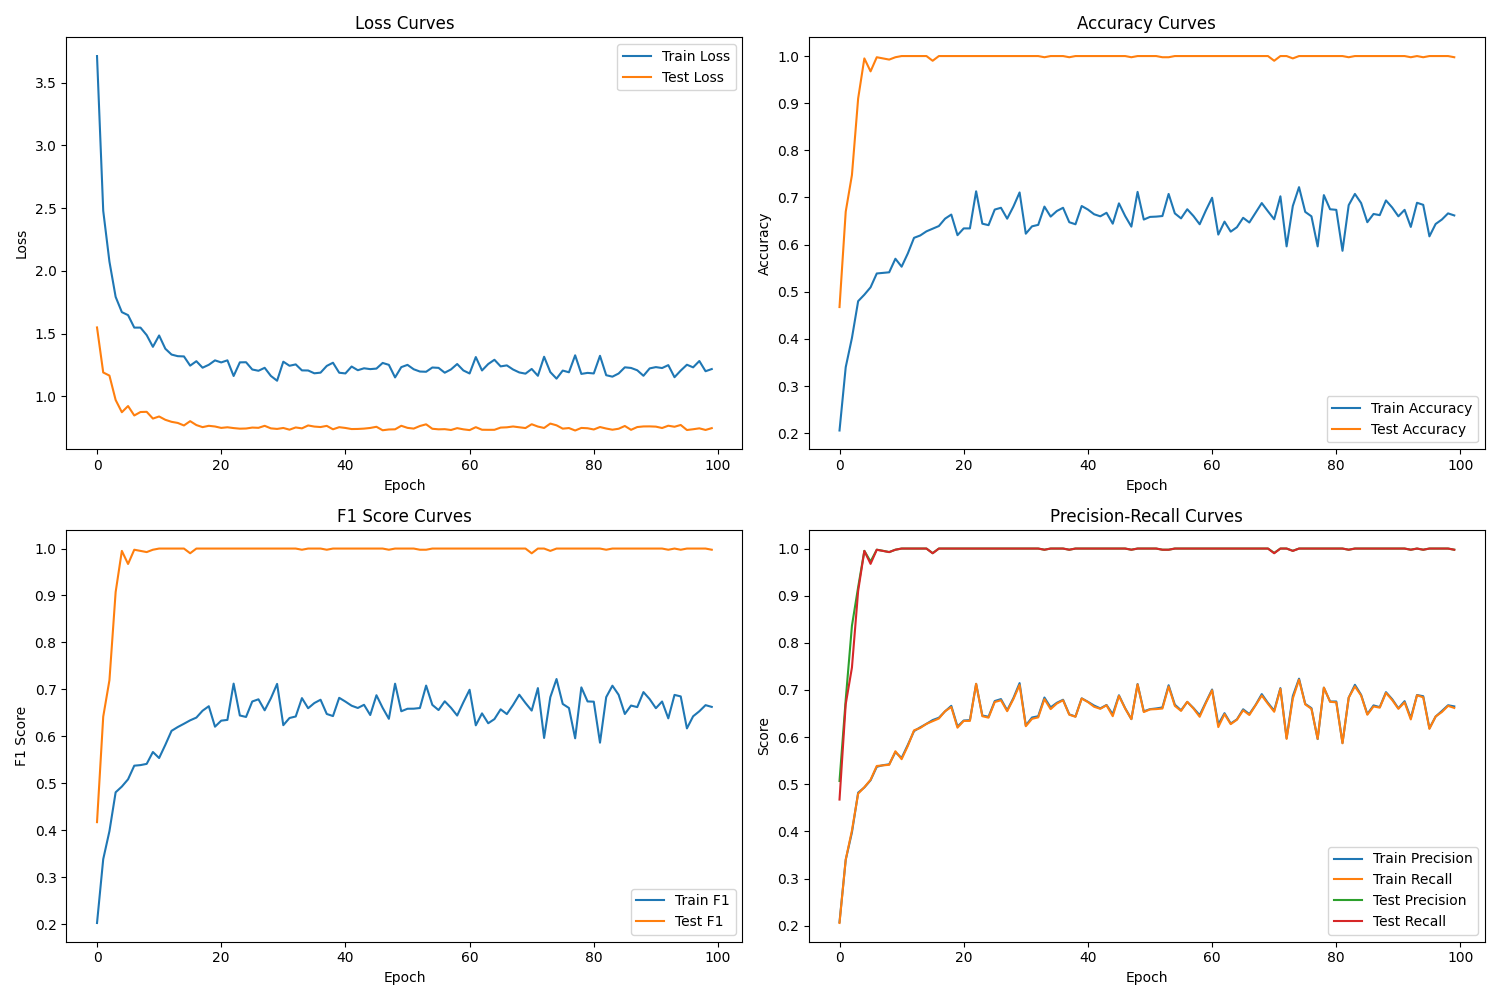 Loss Curves
Train Loss
Test Loss
3.5
3.0
2.5
2.0
1.5
1.0
Loss
0 20 40 60 80 100
Epoch
Accuracy Curves
1.0
0.9
0.8
0.7
0.6
0.5
0.4
0.3
0.2
Accuracy
Train Accuracy
Test Accuracy
0 20 40 60 80 100
Epoch
F1 Score Curves
1.0
0.9
0.8
0.7
0.6
0.5
0.4
0.3
0.2
F1 Score
Train F1
Test F1
0 20 40 60 80 100
Epoch
Precision-Recall Curves
1.0
0.9
0.8
0.7
0.6
0.5
0.4
0.3
0.2
Score
Train Precision
Train Recall
Test Precision
Test Recall
0 20 40 60 80 100
Epoch